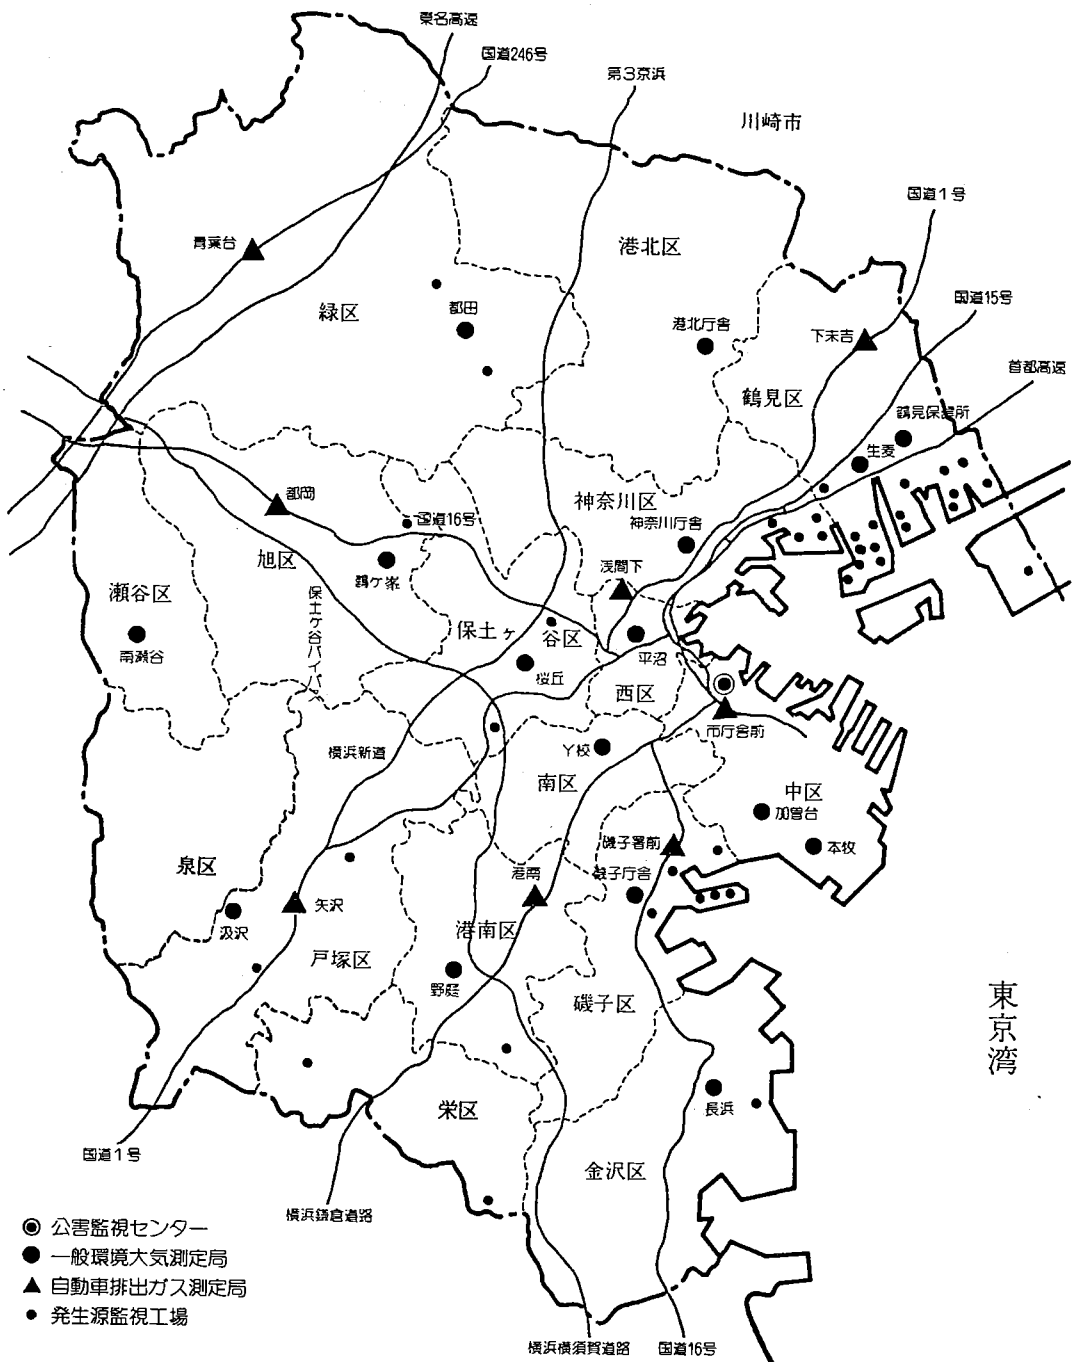 東名高速
国道246号
第3京浜
川崎市
国道1号
青葉台
港北区
緑区
都田
国道15号
港北庁舎
下末吉
首都高速
鶴見区
鶴見保健所
生麦
都岡
国道16号
神奈川区
神奈川庁舎
旭区
鶴ケ峯
浅間下
瀬谷区
保土ケ谷バイパス
保土ヶ
谷区
南瀬谷
平沼
桜丘
西区
市庁舎前
横浜新道
Y校
南区
中区
加曽台
本牧
泉区
磯子署前
港南
磯子庁舎
矢沢
汲沢
港南区
戸塚区
野庭
磯子区
東京湾
長浜
栄区
国道1号
金沢区
横浜鎌倉道路
公害監視センター
一般環境大気測定局
自動車排出ガス測定局
発生源監視工場
横浜横須賀道路
国道16号